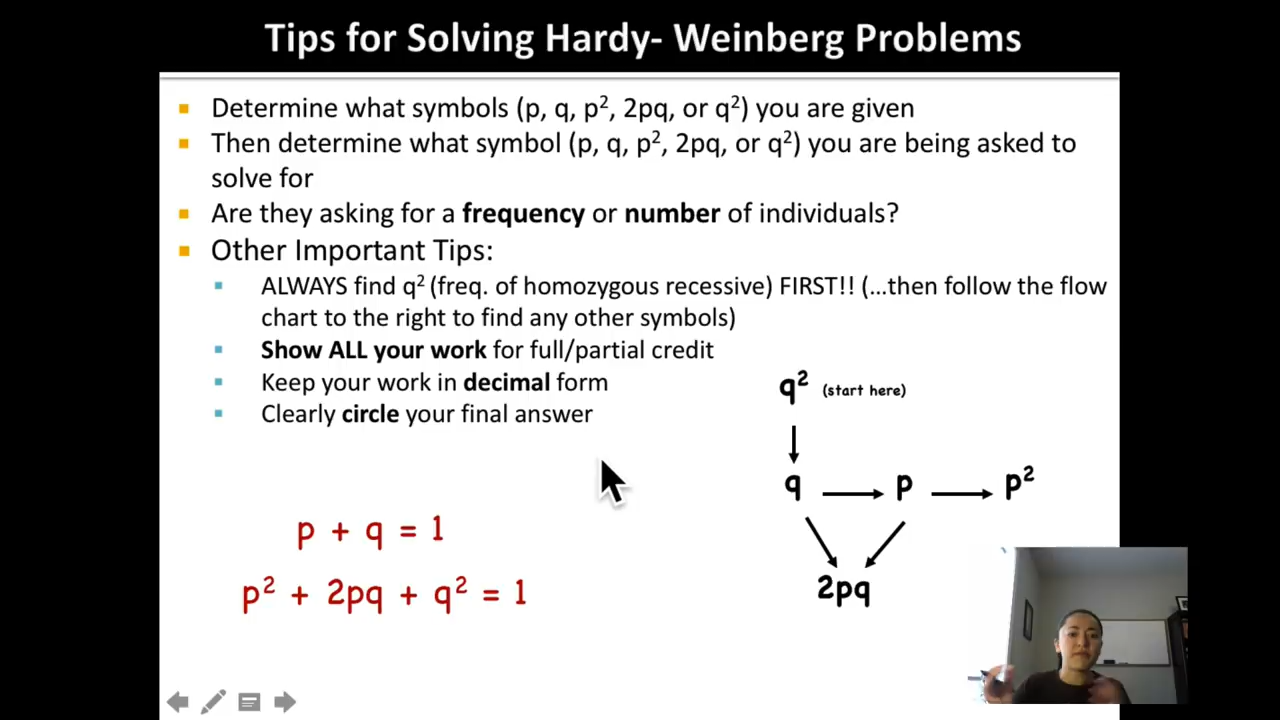 Tips for Solving Hardy- Weinberg Problems
Determine what symbols (p, q, p², 2pq, or q²) you are given
Then determine what symbol (p, q, p², 2pq, or q²) you are being asked to
solve for
Are they asking for a frequency or number of individuals?
Other Important Tips:
ALWAYS find q² (freq. of homozygous recessive) FIRST!! (…then follow the flow
chart to the right to find any other symbols)
Show ALL your work for full/partial credit
Keep your work in decimal form
Clearly circle your final answer
p + q = 1
p² + 2pq + q² = 1
q² (start here)
q p p²
2pq